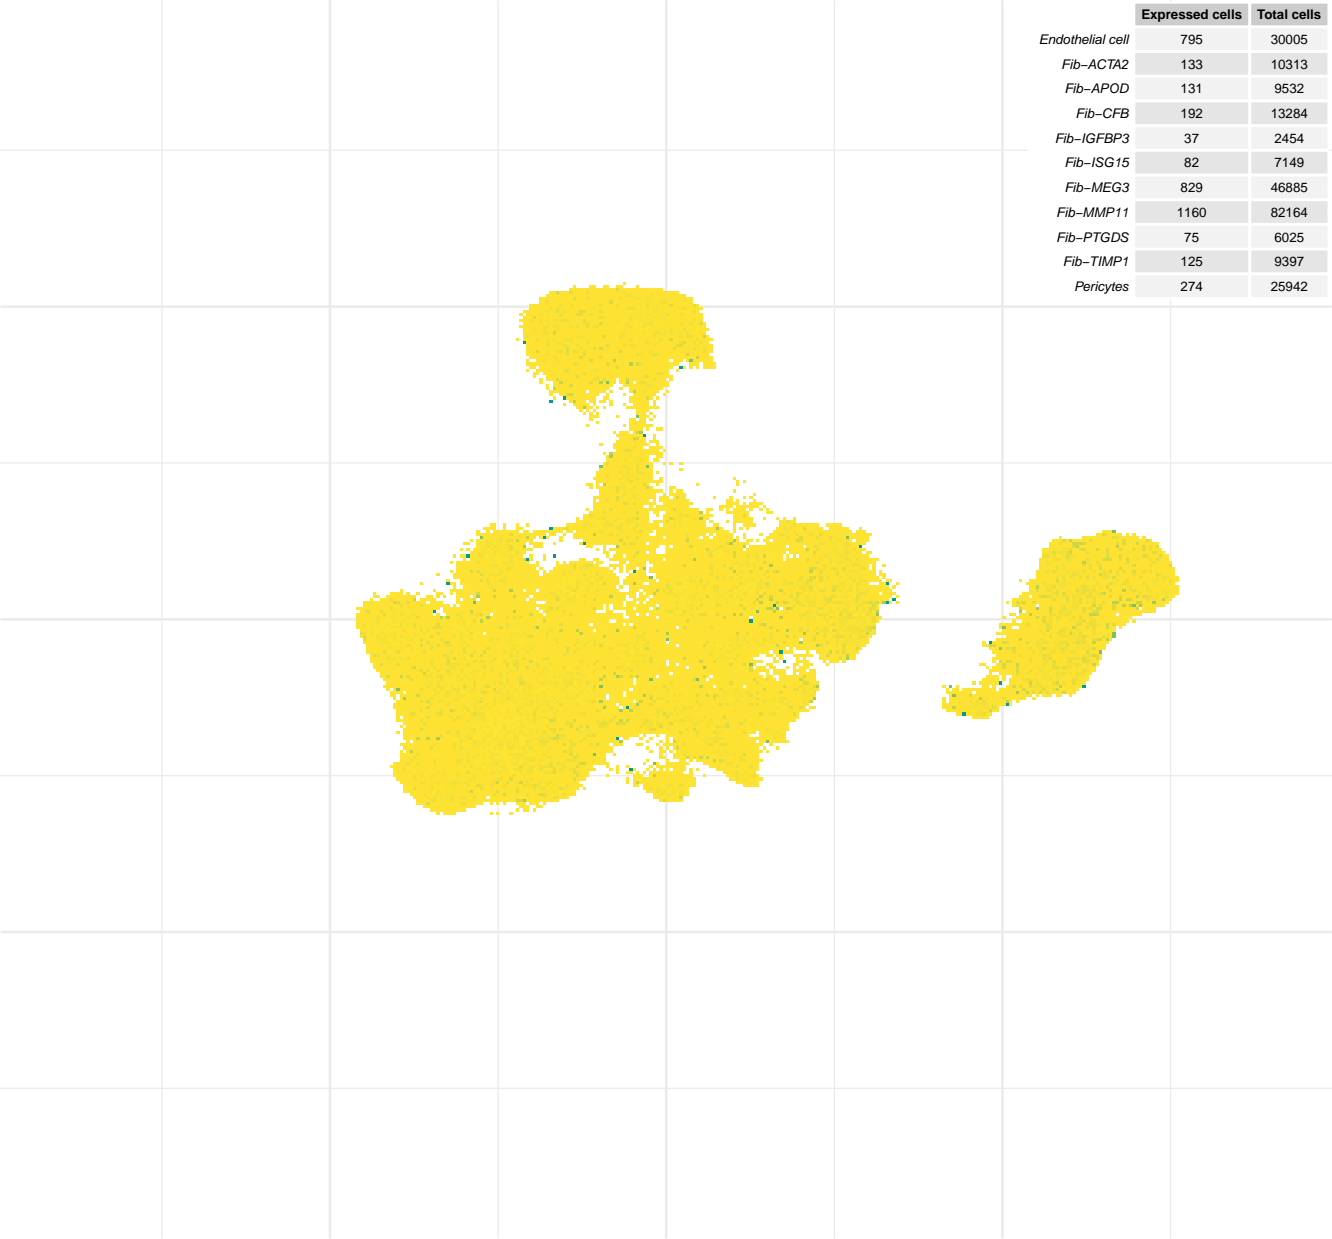 Expressed cells Total cells
Endothelial cell 795 30005
Fib−ACTA2 133 10313
Fib−APOD 131 9532
Fib−CFB 192 13284
Fib−IGFBP3 37 2454
Fib−ISG15 82 7149
Fib−MEG3 829 46885
Fib−MMP11 1160 82164
Fib−PTGDS 75 6025
Fib−TIMP1 125 9397
Pericytes 274 25942